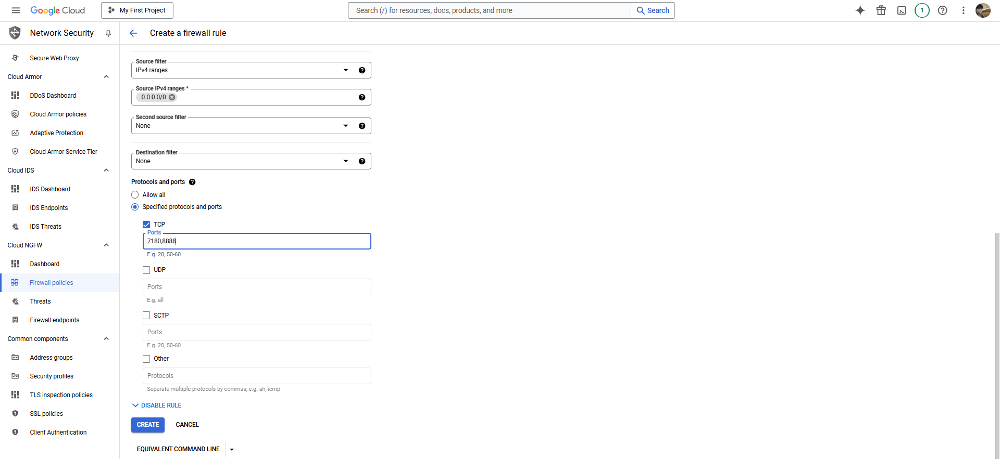 Google Cloud
My First Project
Search (/) for resources, docs, products, and more
Search
1
Network Security
Create a firewall rule
Secure Web Proxy
Cloud Armor
DDoS Dashboard
Cloud Armor policies
Adaptive Protection
Cloud Armor Service Tier
Cloud IDS
IDS Dashboard
IDS Endpoints
IDS Threats
Cloud NGFW
Dashboard
Firewall policies
Threats
Firewall endpoints
Common components
Address groups
Security profiles
TLS inspection policies
SSL policies
Client Authentication
Source filter
IPv4 ranges
Source IPv4 ranges *
0.0.0.0/0
Second source filter
None
Destination filter
None
Protocols and ports
Allow all
Specified protocols and ports
TCP
Ports
7180,8888
E.g. 20, 50-60
UDP
Ports
E.g. all
SCTP
Ports
E.g. 20, 50-60
Other
Protocols
Separate multiple protocols by commas, e.g. ah, icmp
DISABLE RULE
CREATE
CANCEL
EQUIVALENT COMMAND LINE